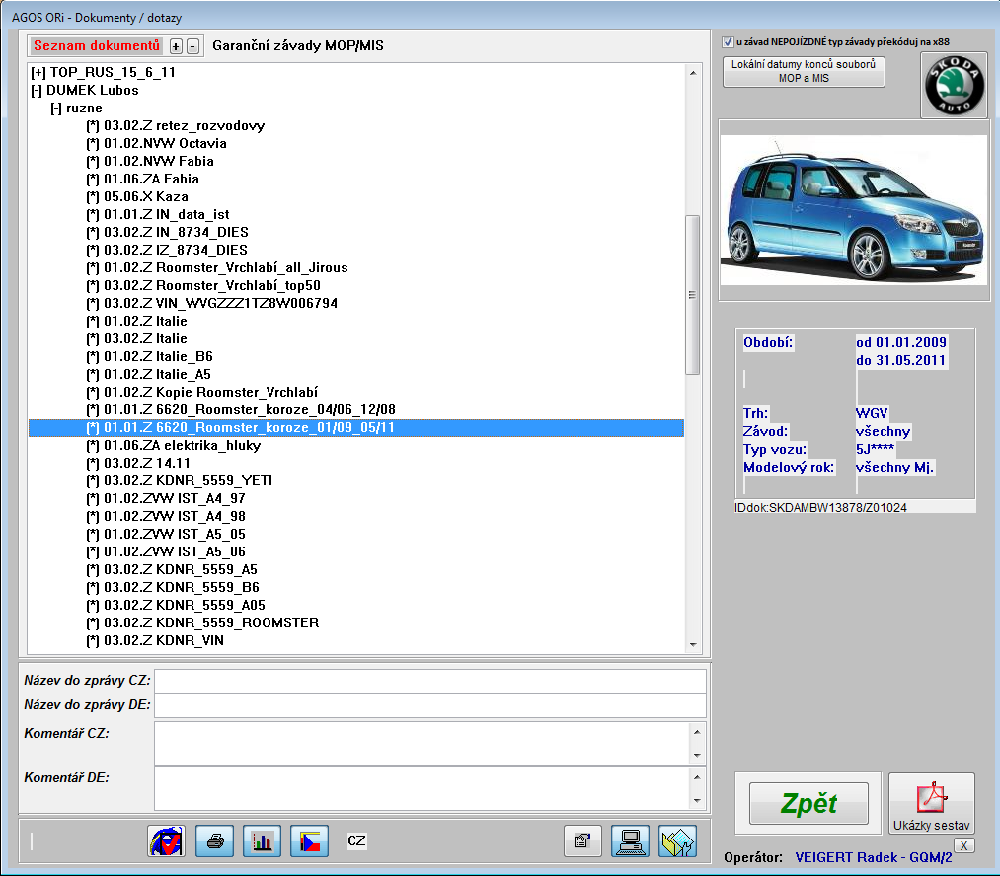 AGOS ORi - Dokumenty / dotazy
Seznam dokumentů + - Garanční závady MOP/MIS
[+] TOP_RUS_15_6_11
[-] DUMEK Lubos
[-] ruzne
[*] 03.02.Z retez_rozvodovy
[*] 01.02.NVW Octavia
[*] 01.02.NVW Fabia
[*] 01.06.ZA Fabia
[*] 05.06.X Kaza
[*] 01.01.Z IN_data_ist
[*] 03.02.Z IN_8734_DIES
[*] 03.02.Z IZ_8734_DIES
[*] 01.02.Z Roomster_Vrchlabí_all_Jirous
[*] 03.02.Z Roomster_Vrchlabí_top50
[*] 03.02.Z VIN_WVGZZZ1TZ8W006794
[*] 01.02.Z Italie
[*] 03.02.Z Italie
[*] 01.02.Z Italie_B6
[*] 01.02.Z Italie_A5
[*] 01.02.Z Kopie Roomster_Vrchlabí
[*] 01.01.Z 6620_Roomster_koroze_04/06_12/08
[*] 01.01.Z 6620_Roomster_koroze_01/09_05/11
[*] 01.06.ZA elektrika_hluky
[*] 03.02.Z 14.11
[*] 03.02.Z KDNR_5559_YETI
[*] 01.02.ZVW IST_A4_97
[*] 01.02.ZVW IST_A4_98
[*] 01.02.ZVW IST_A5_05
[*] 01.02.ZVW IST_A5_06
[*] 03.02.Z KDNR_5559_A5
[*] 03.02.Z KDNR_5559_B6
[*] 03.02.Z KDNR_5559_A05
[*] 03.02.Z KDNR_5559_ROOMSTER
[*] 03.02.Z KDNR_VIN
Název do zprávy CZ:
Název do zprávy DE:
Komentář CZ:
Komentář DE:
CZ
u závad NEPOJÍZDNÉ typ závady překóduj na x88
Lokální datumy konců souborů
MOP a MIS
ŠKODA
AUTO
Období: od 01.01.2009
do 31.05.2011
Trh: WGV
Závod: všechny
Typ vozu: 5J****
Modelový rok: všechny Mj.
IDdok:SKDAMBW13878/Z01024
Zpět
Ukázky sestav
X
Operátor: VEIGERT Radek - GQM/2